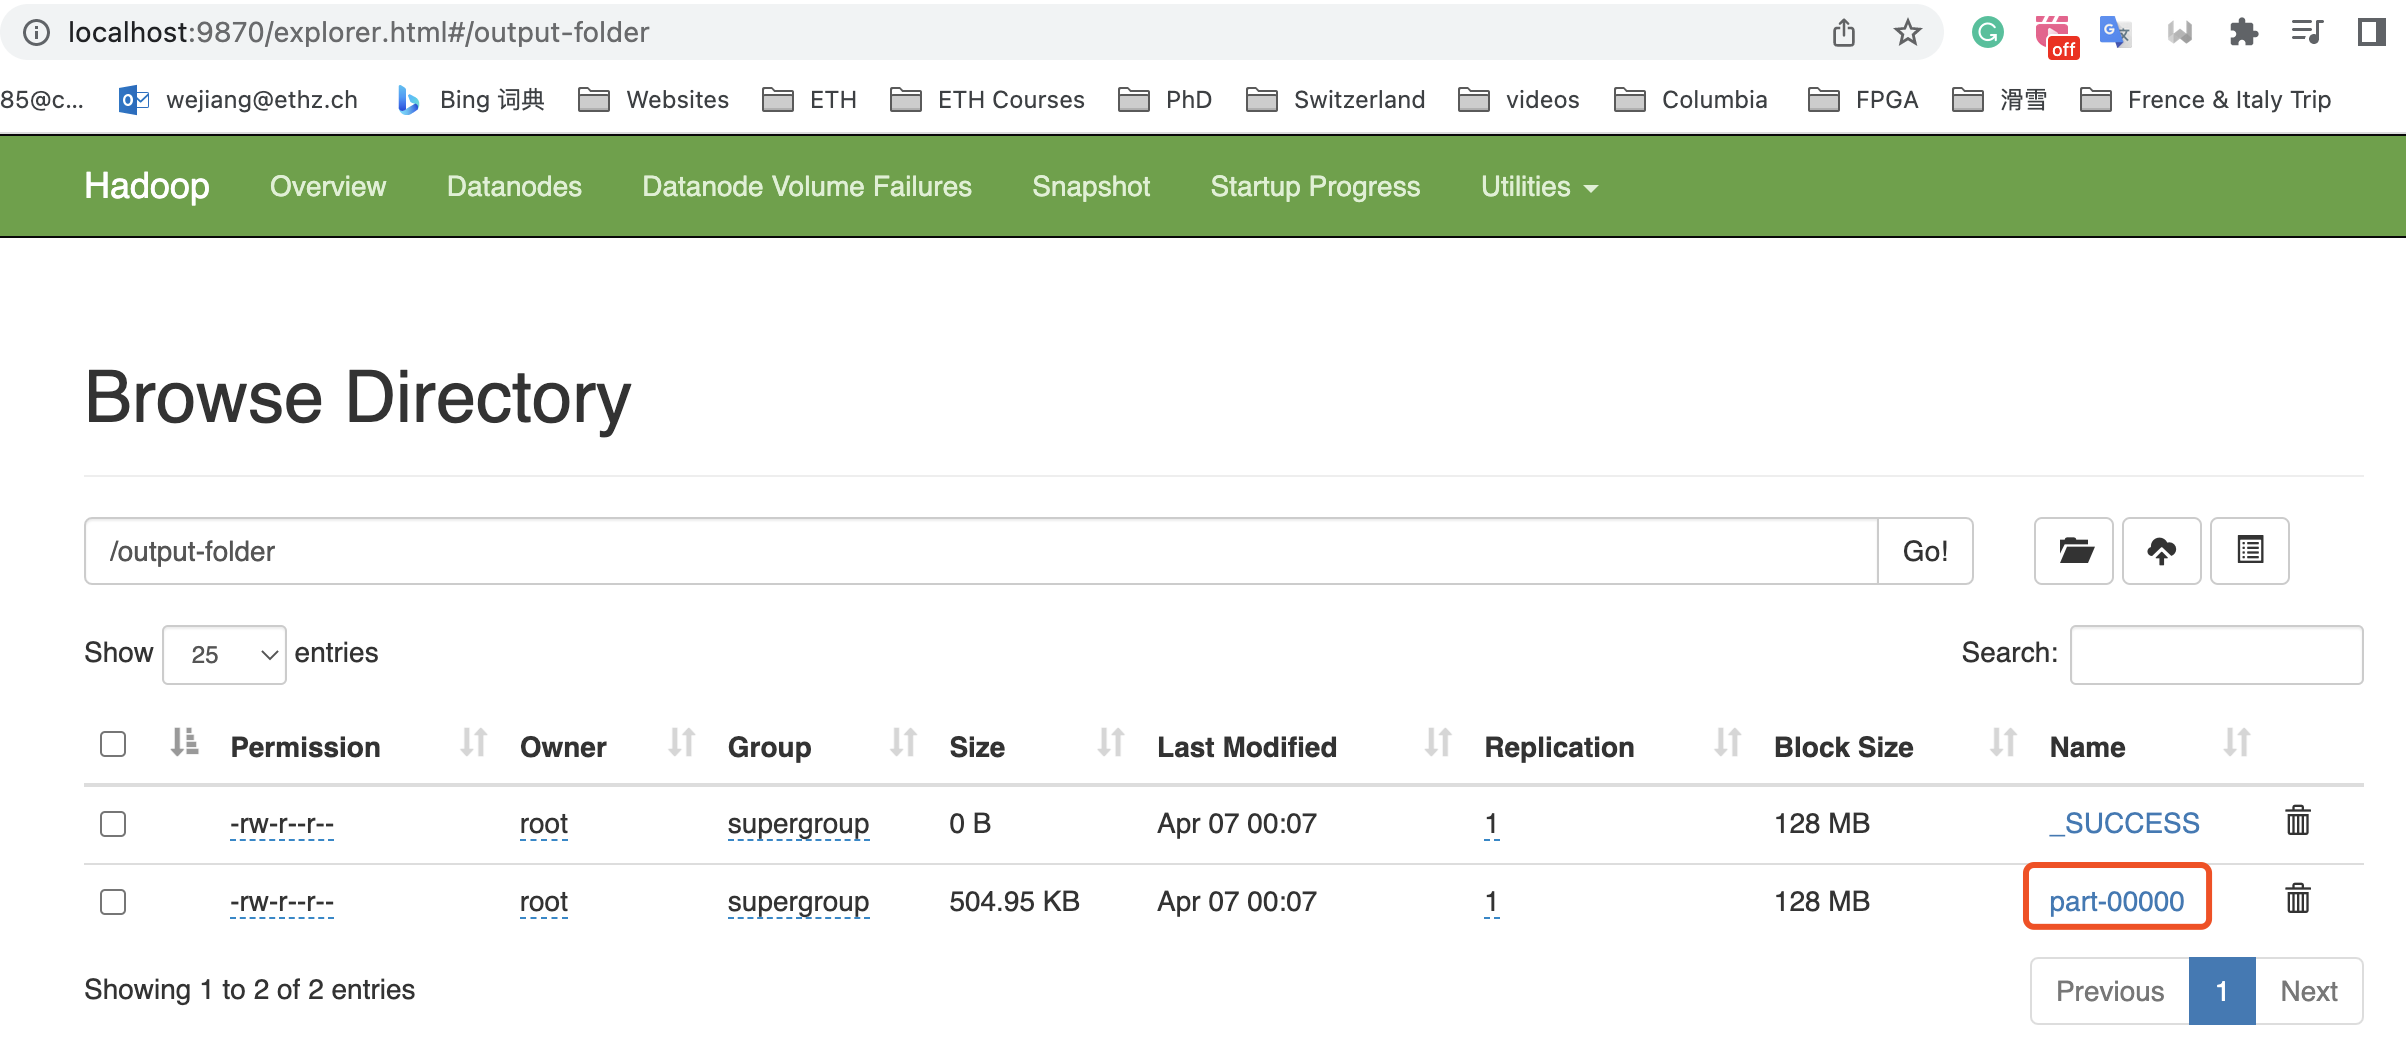 localhost:9870/explorer.html#/output-folder
off
85@c... wejiang@ethz.ch Bing 词典 Websites ETH ETH Courses PhD Switzerland videos Columbia FPGA 滑雪 Frence & Italy Trip
Hadoop Overview Datanodes Datanode Volume Failures Snapshot Startup Progress Utilities
Browse Directory
/output-folder Go!
Show 25 entries Search:
Permission Owner Group Size Last Modified Replication Block Size Name
-rw-r--r-- root supergroup 0 B Apr 07 00:07 1 128 MB _SUCCESS
-rw-r--r-- root supergroup 504.95 KB Apr 07 00:07 1 128 MB part-00000
Showing 1 to 2 of 2 entries Previous 1 Next